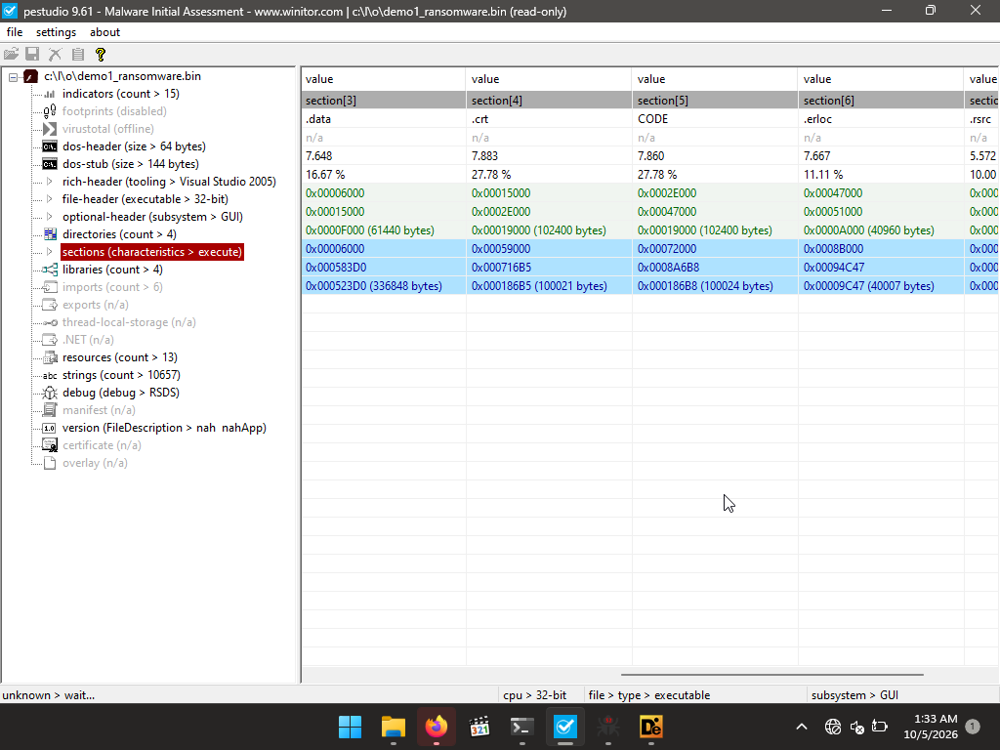 pestudio 9.61 - Malware Initial Assessment - www.winitor.com | c:\l\o\demo1_ransomware.bin (read-only)
file settings about
c:\l\o\demo1_ransomware.bin
indicators (count > 15)
footprints (disabled)
virustotal (offline)
dos-header (size > 64 bytes)
dos-stub (size > 144 bytes)
rich-header (tooling > Visual Studio 2005)
file-header (executable > 32-bit)
optional-header (subsystem > GUI)
directories (count > 4)
sections (characteristics > execute)
libraries (count > 4)
imports (count > 6)
exports (n/a)
thread-local-storage (n/a)
.NET (n/a)
resources (count > 13)
abc strings (count > 10657)
debug (debug > RSDS)
manifest (n/a)
1.0 version (FileDescription > nah nahApp)
certificate (n/a)
overlay (n/a)
value value value value value
section[3] section[4] section[5] section[6] sectic
.data .crt CODE .erloc .rsrc
n/a n/a n/a n/a n/a
7.648 7.883 7.860 7.667 5.572
16.67 % 27.78 % 27.78 % 11.11 % 10.00
0x00006000 0x00015000 0x0002E000 0x00047000 0x000
0x00015000 0x0002E000 0x00047000 0x00051000 0x000
0x0000F000 (61440 bytes) 0x00019000 (102400 bytes) 0x00019000 (102400 bytes) 0x0000A000 (40960 bytes) 0x000
0x00006000 0x00059000 0x00072000 0x0008B000 0x000
0x000583D0 0x000716B5 0x0008A6B8 0x00094C47 0x000
0x000523D0 (336848 bytes) 0x000186B5 (100021 bytes) 0x000186B8 (100024 bytes) 0x00009C47 (40007 bytes) 0x000
unknown > wait... cpu > 32-bit file > type > executable subsystem > GUI
321
De
1:33 AM
10/5/2026
1